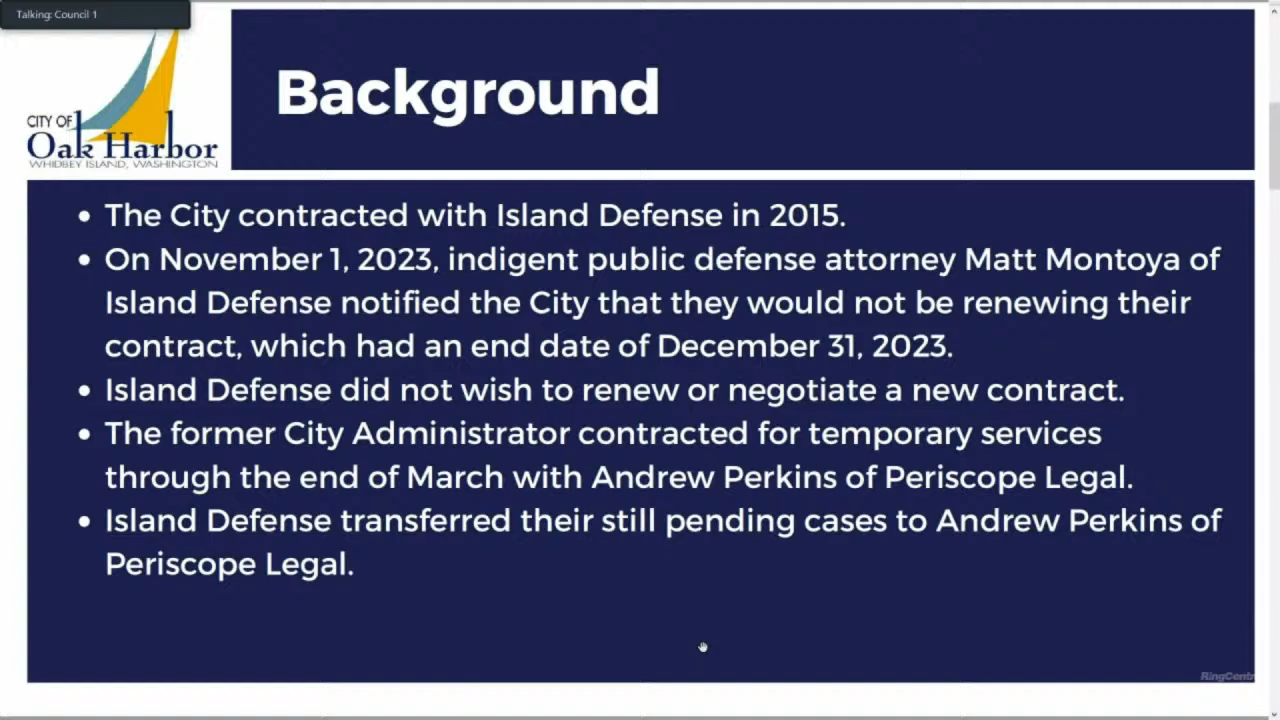 Talking: Council 1
CITY OF
Oak Harbor
WHIDBEY ISLAND, WASHINGTON
Background
• The City contracted with Island Defense in 2015.
• On November 1, 2023, indigent public defense attorney Matt Montoya of
Island Defense notified the City that they would not be renewing their
contract, which had an end date of December 31, 2023.
• Island Defense did not wish to renew or negotiate a new contract.
• The former City Administrator contracted for temporary services
through the end of March with Andrew Perkins of Periscope Legal.
• Island Defense transferred their still pending cases to Andrew Perkins of
Periscope Legal.
RingCentr